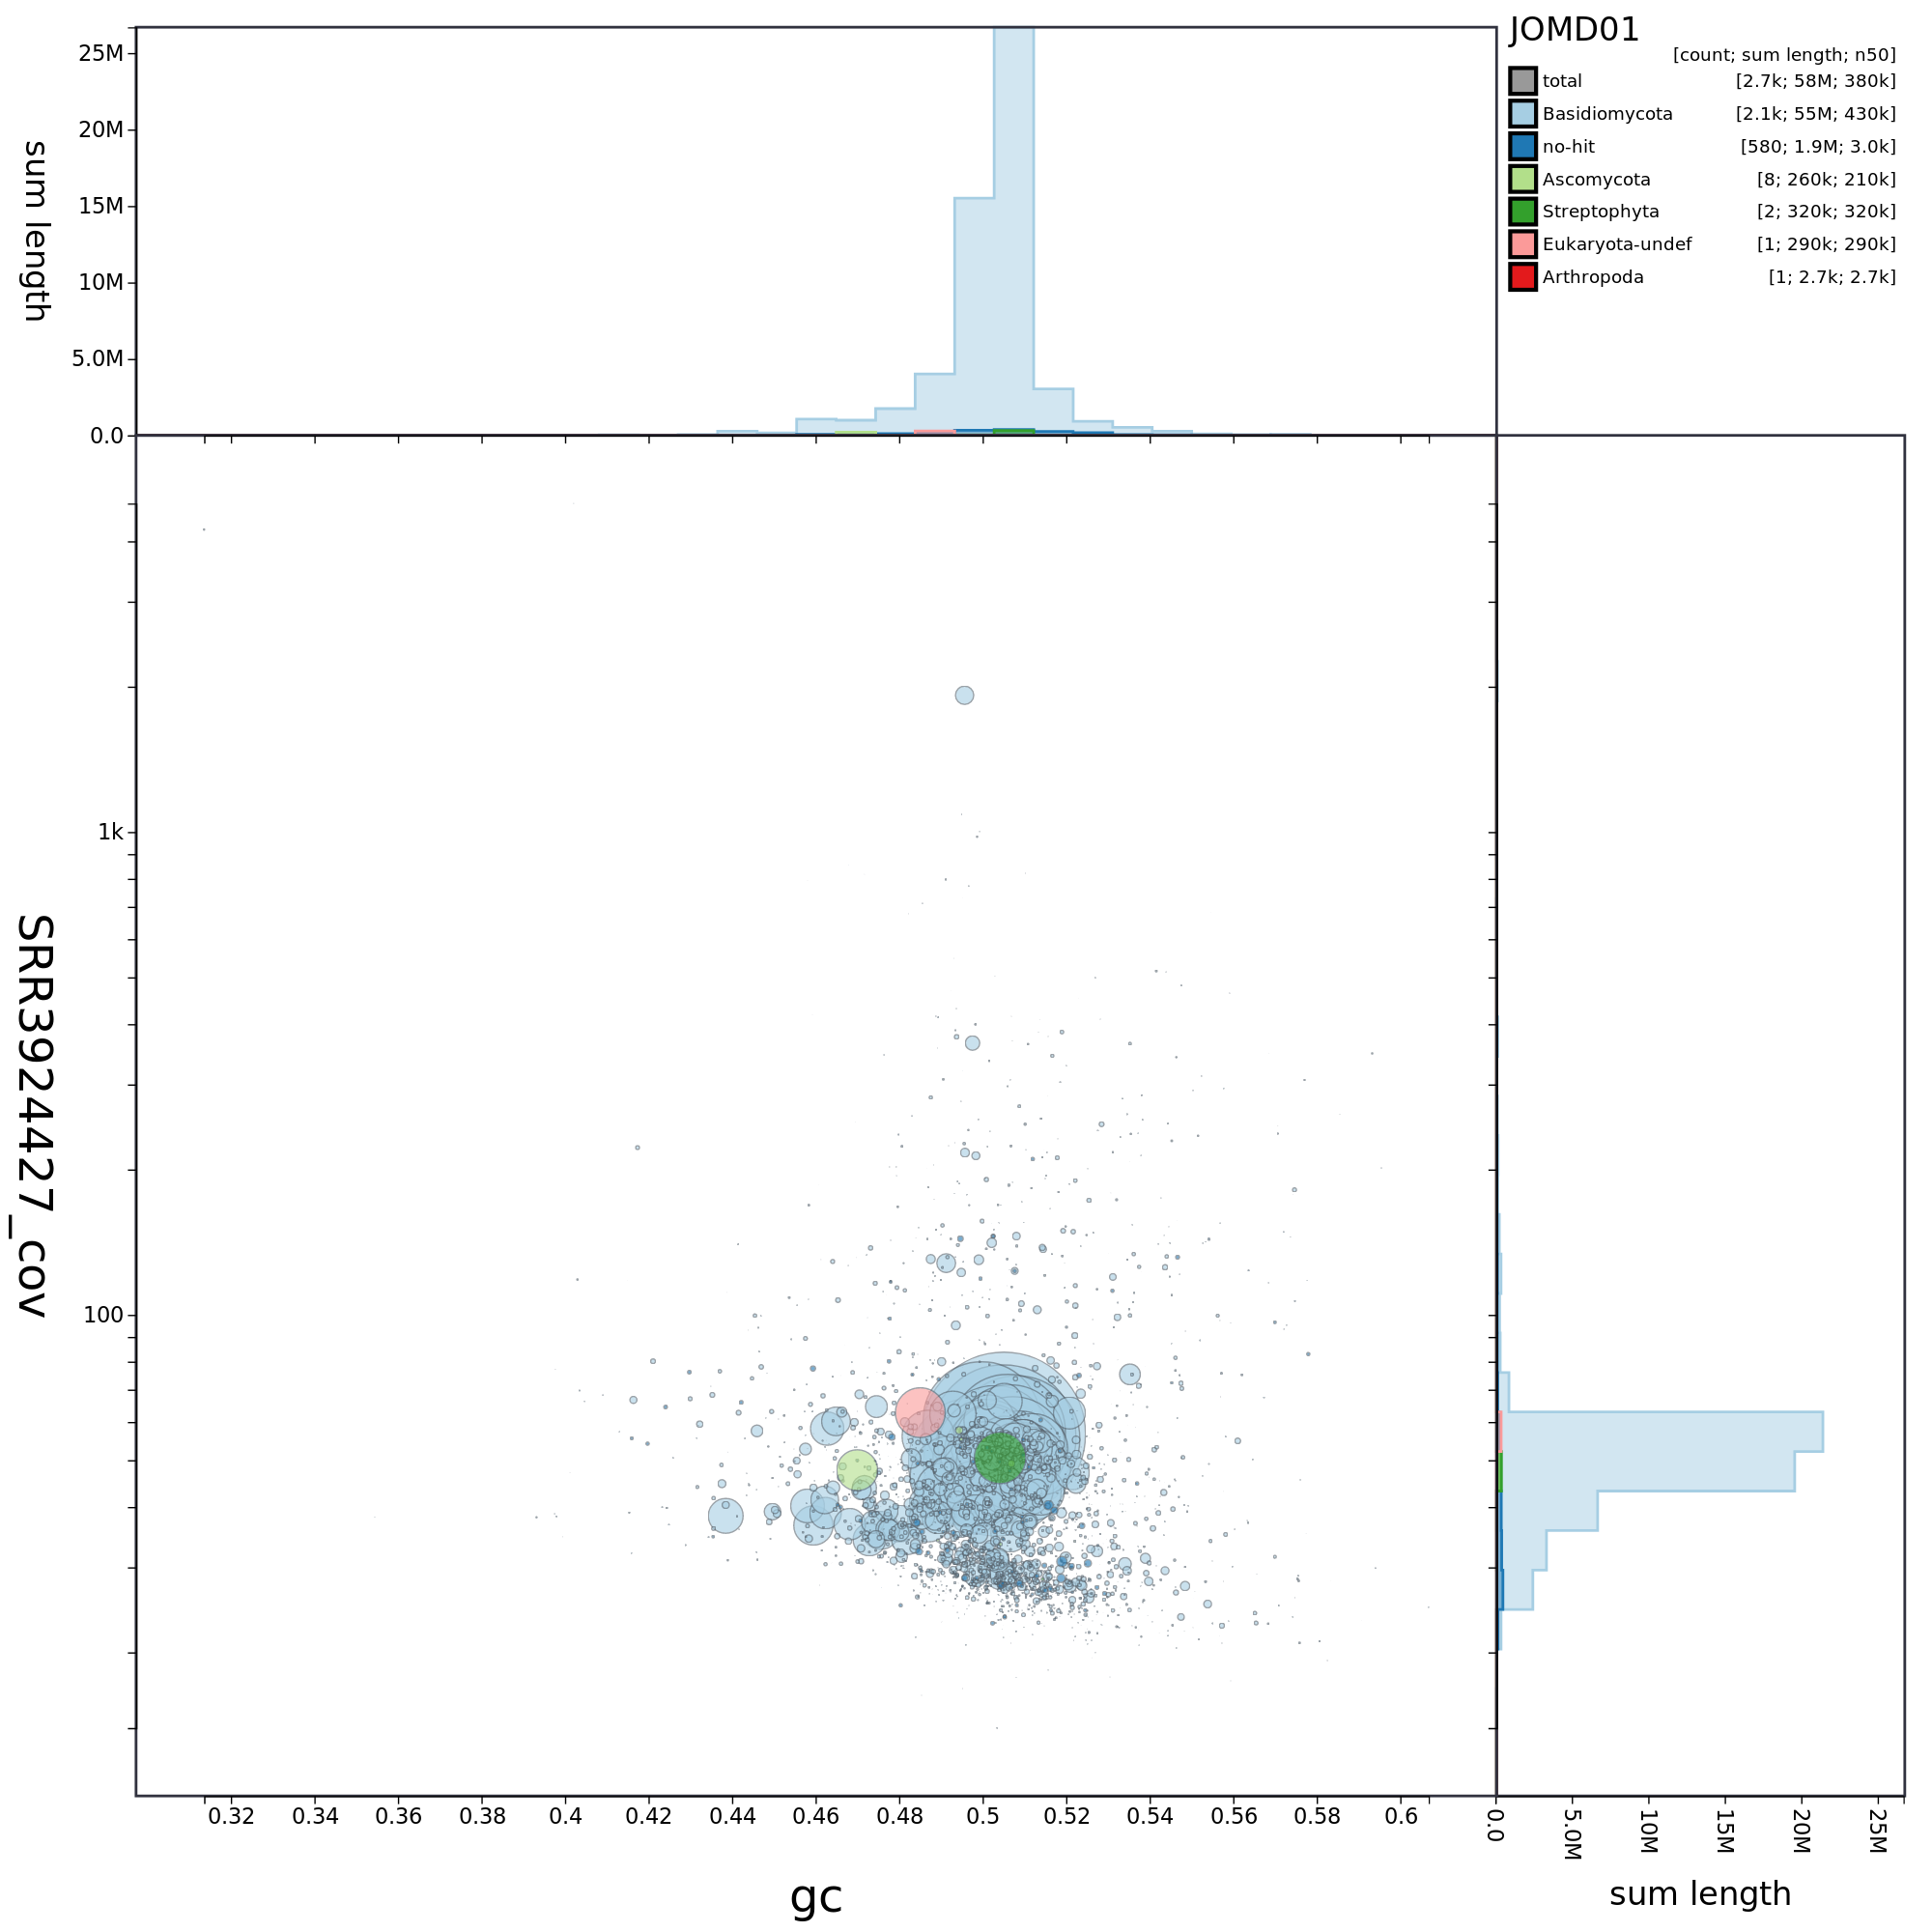 JOMD01
[count; sum length; n50]
total [2.7k; 58M; 380k]
Basidiomycota [2.1k; 55M; 430k]
no-hit [580; 1.9M; 3.0k]
Ascomycota [8; 260k; 210k]
Streptophyta [2; 320k; 320k]
Eukaryota-undef [1; 290k; 290k]
Arthropoda [1; 2.7k; 2.7k]
25M
20M
15M
10M
5.0M
0.0
sum length
1k
100
SRR3924427_cov
0.32 0.34 0.36 0.38 0.4 0.42 0.44 0.46 0.48 0.5 0.52 0.54 0.56 0.58 0.6
gc
0.0 5.0M 10M 15M 20M 25M
sum length